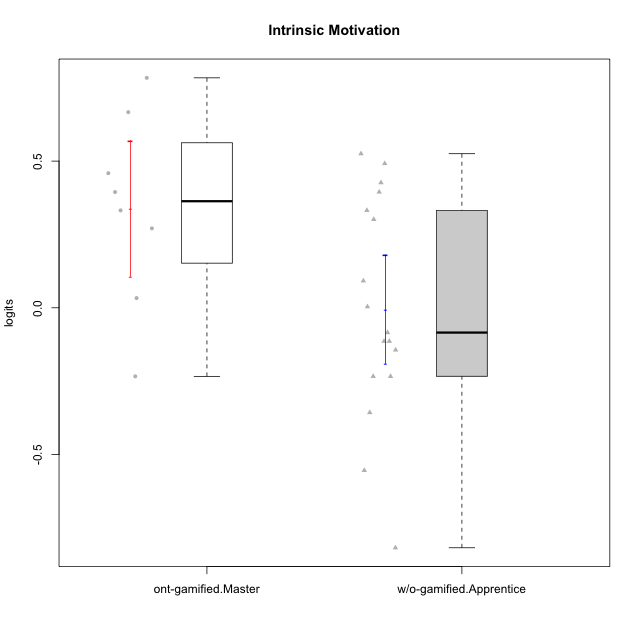 Intrinsic Motivation
logits
0.5
0.0
-0.5
ont-gamified.Master
w/o-gamified.Apprentice